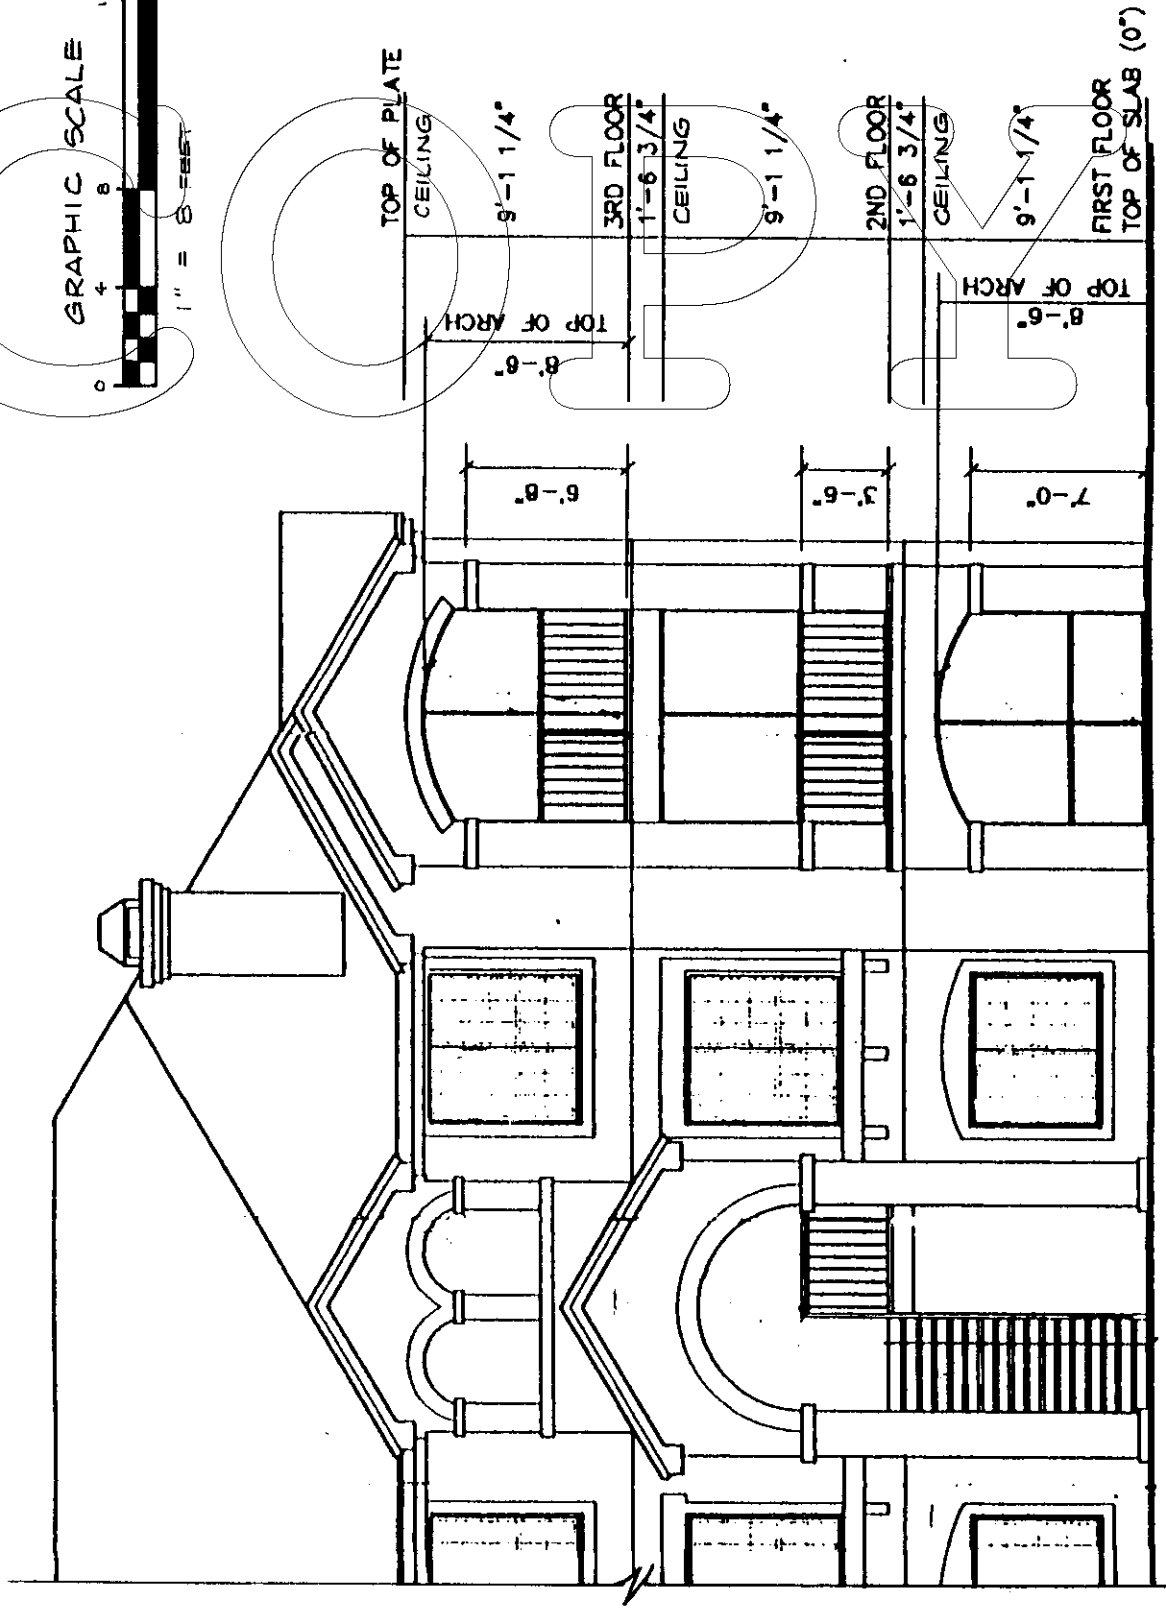 GRAPHIC SCALE
0 4 8
1" = 8 FEET
COPY
TOP OF PLATE
CEILING
9'-1 1/4"
3RD FLOOR
1'-6 3/4"
CEILING
9'-1 1/4"
2ND FLOOR
1'-6 3/4"
CEILING
9'-1 1/4"
FIRST FLOOR
TOP OF SLAB (0")
TOP OF ARCH
8'-6"
TOP OF ARCH
8'-6"
6'-8"
3'-6"
7'-0"